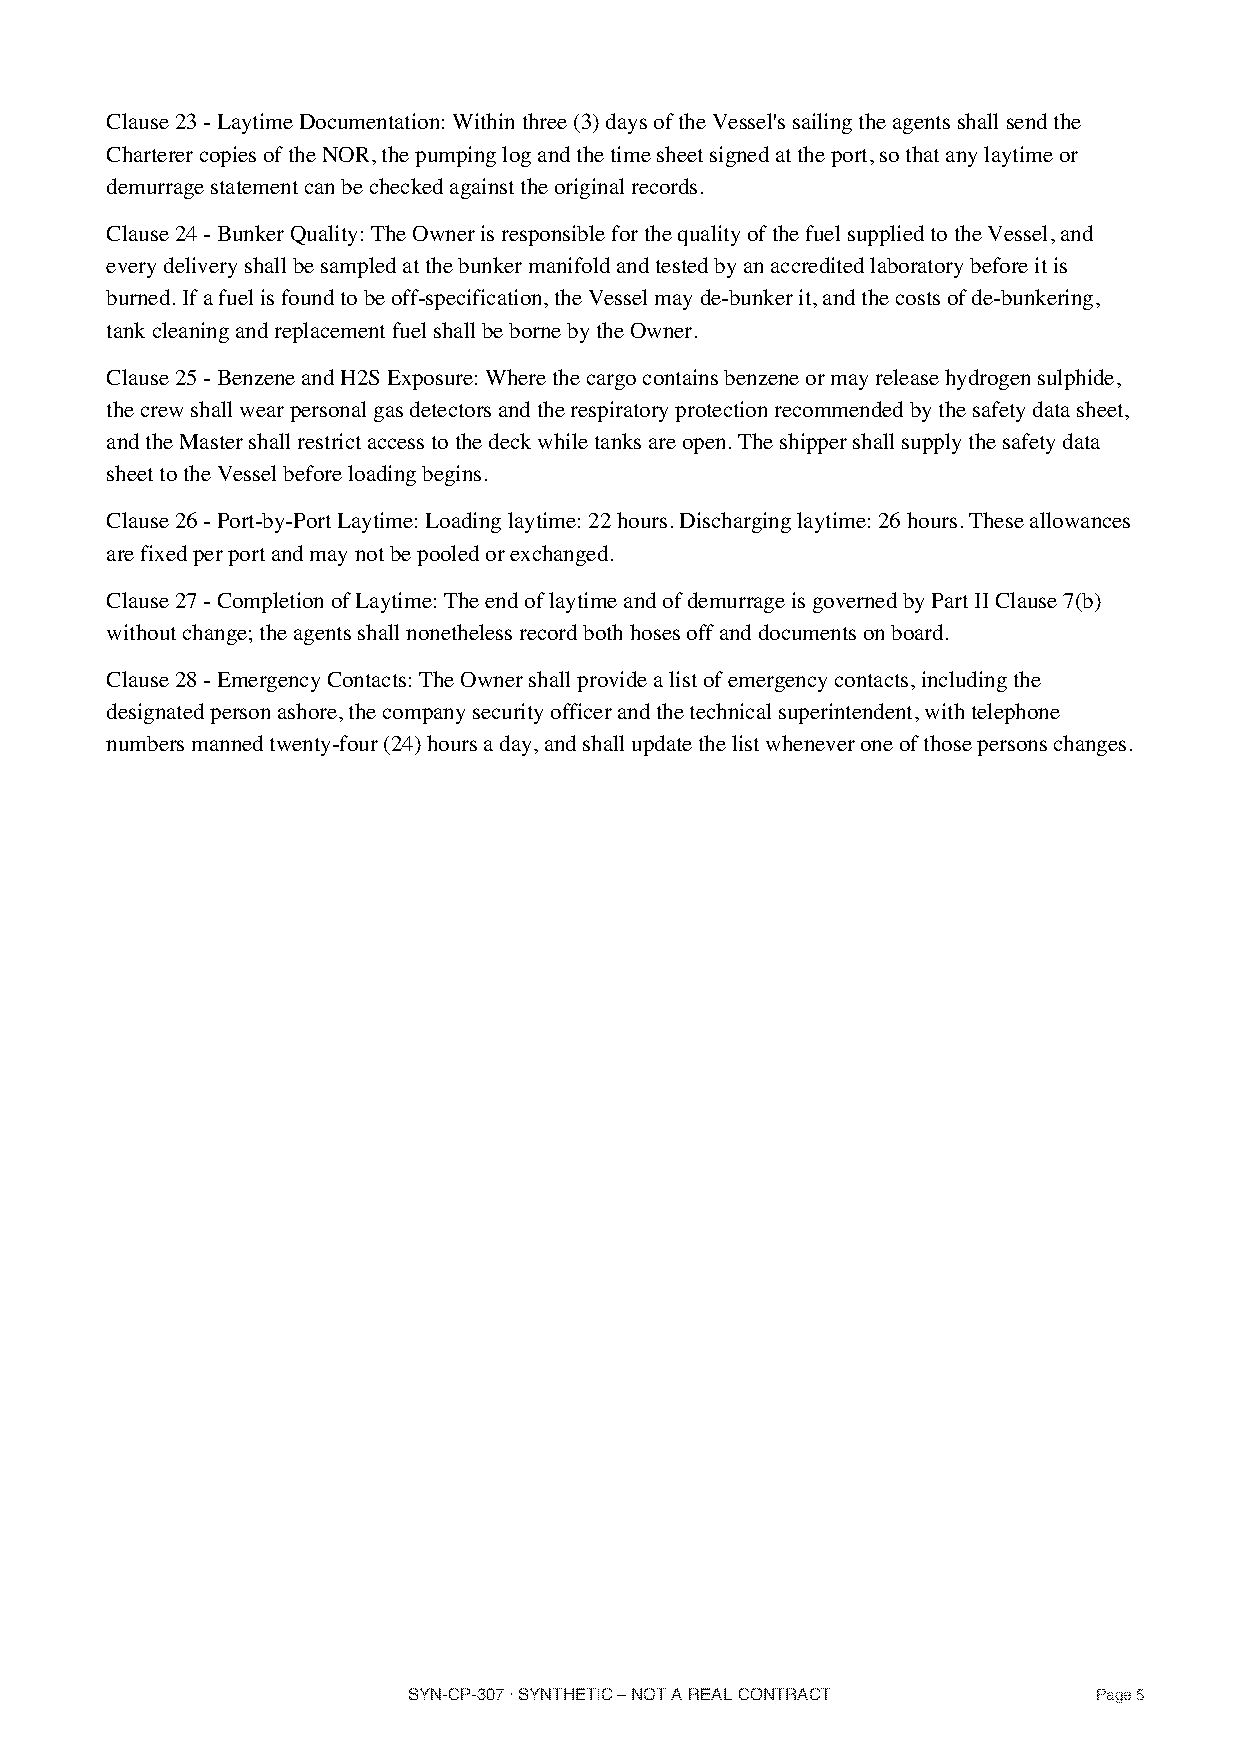 Clause 23 - Laytime Documentation: Within three (3) days of the Vessel's sailing the agents shall send the
Charterer copies of the NOR, the pumping log and the time sheet signed at the port, so that any laytime or
demurrage statement can be checked against the original records.
Clause 24 - Bunker Quality: The Owner is responsible for the quality of the fuel supplied to the Vessel, and
every delivery shall be sampled at the bunker manifold and tested by an accredited laboratory before it is
burned. If a fuel is found to be off-specification, the Vessel may de-bunker it, and the costs of de-bunkering,
tank cleaning and replacement fuel shall be borne by the Owner.
Clause 25 - Benzene and H2S Exposure: Where the cargo contains benzene or may release hydrogen sulphide,
the crew shall wear personal gas detectors and the respiratory protection recommended by the safety data sheet,
and the Master shall restrict access to the deck while tanks are open. The shipper shall supply the safety data
sheet to the Vessel before loading begins.
Clause 26 - Port-by-Port Laytime: Loading laytime: 22 hours. Discharging laytime: 26 hours. These allowances
are fixed per port and may not be pooled or exchanged.
Clause 27 - Completion of Laytime: The end of laytime and of demurrage is governed by Part II Clause 7(b)
without change; the agents shall nonetheless record both hoses off and documents on board.
Clause 28 - Emergency Contacts: The Owner shall provide a list of emergency contacts, including the
designated person ashore, the company security officer and the technical superintendent, with telephone
numbers manned twenty-four (24) hours a day, and shall update the list whenever one of those persons changes.
SYN-CP-307 · SYNTHETIC – NOT A REAL CONTRACT
Page 5